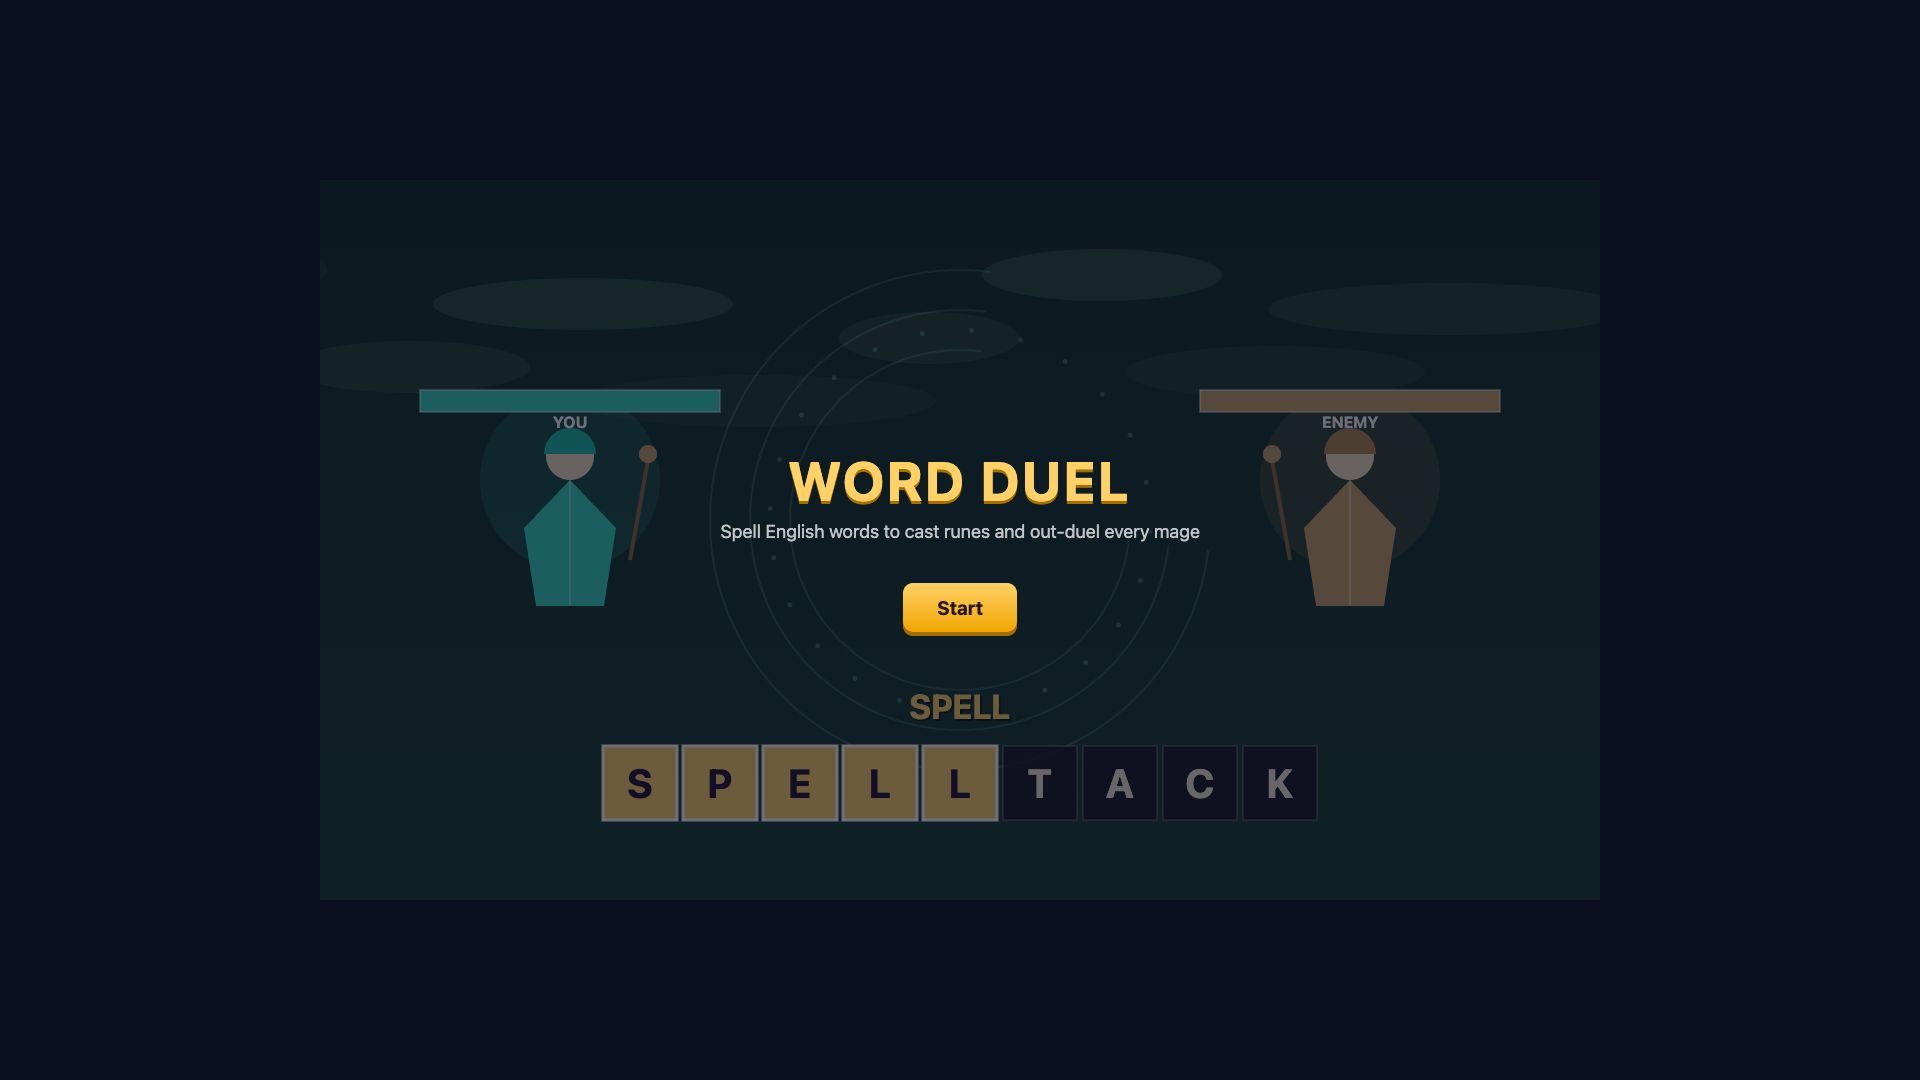 YOU
ENEMY
WORD DUEL
Spell English words to cast runes and out-duel every mage
Start
SPELL
S P E L L T A C K